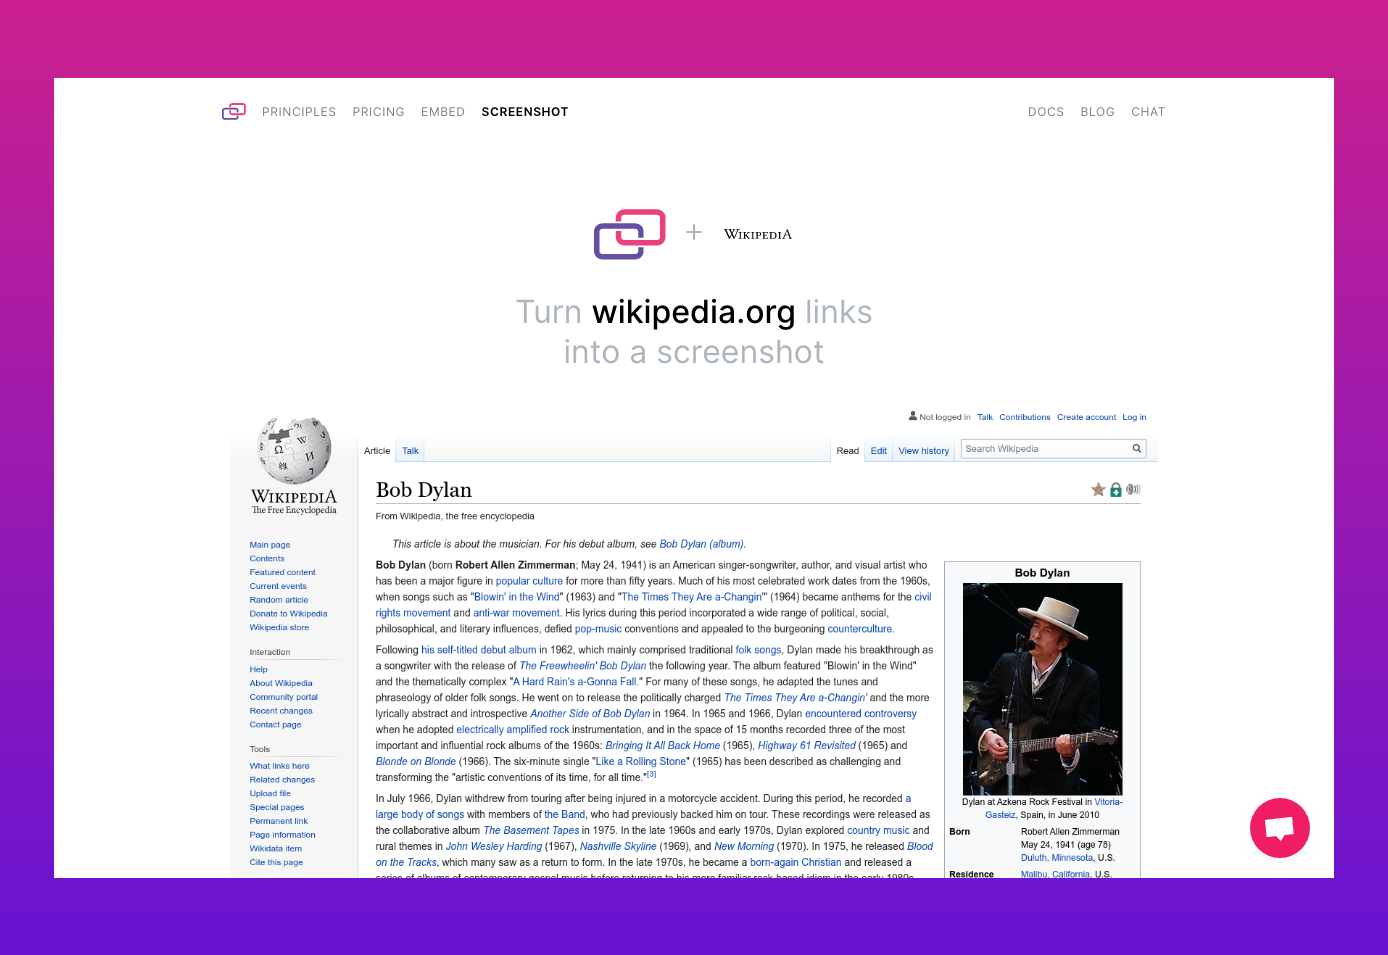 PRINCIPLES PRICING EMBED SCREENSHOT DOCS BLOG CHAT
+ WIKIPEDIA
Turn wikipedia.org links
into a screenshot
Not logged in Talk Contributions Create account Log in
Article Talk Read Edit View history Search Wikipedia
WIKIPEDIA
The Free Encyclopedia
Main page
Contents
Featured content
Current events
Random article
Donate to Wikipedia
Wikipedia store
Interaction
Help
About Wikipedia
Community portal
Recent changes
Contact page
Tools
What links here
Related changes
Upload file
Special pages
Permanent link
Page information
Wikidata item
Cite this page
Bob Dylan
From Wikipedia, the free encyclopedia
This article is about the musician. For his debut album, see Bob Dylan (album).
Bob Dylan (born Robert Allen Zimmerman; May 24, 1941) is an American singer-songwriter, author, and visual artist who
has been a major figure in popular culture for more than fifty years. Much of his most celebrated work dates from the 1960s,
when songs such as "Blowin' in the Wind" (1963) and "The Times They Are a-Changin'" (1964) became anthems for the civil
rights movement and anti-war movement. His lyrics during this period incorporated a wide range of political, social,
philosophical, and literary influences, defied pop-music conventions and appealed to the burgeoning counterculture.
Following his self-titled debut album in 1962, which mainly comprised traditional folk songs, Dylan made his breakthrough as
a songwriter with the release of The Freewheelin' Bob Dylan the following year. The album featured "Blowin' in the Wind"
and the thematically complex "A Hard Rain's a-Gonna Fall." For many of these songs, he adapted the tunes and
phraseology of older folk songs. He went on to release the politically charged The Times They Are a-Changin' and the more
lyrically abstract and introspective Another Side of Bob Dylan in 1964. In 1965 and 1966, Dylan encountered controversy
when he adopted electrically amplified rock instrumentation, and in the space of 15 months recorded three of the most
important and influential rock albums of the 1960s: Bringing It All Back Home (1965), Highway 61 Revisited (1965) and
Blonde on Blonde (1966). The six-minute single "Like a Rolling Stone" (1965) has been described as challenging and
transforming the "artistic conventions of its time, for all time."[3]
In July 1966, Dylan withdrew from touring after being injured in a motorcycle accident. During this period, he recorded a
large body of songs with members of the Band, who had previously backed him on tour. These recordings were released as
the collaborative album The Basement Tapes in 1975. In the late 1960s and early 1970s, Dylan explored country music and
rural themes in John Wesley Harding (1967), Nashville Skyline (1969), and New Morning (1970). In 1975, he released Blood
on the Tracks, which many saw as a return to form. In the late 1970s, he became a born-again Christian and released a
series of albums of contemporary gospel music before returning to his more familiar rock-based idiom in the early 1980s.
Bob Dylan
Dylan at Azkena Rock Festival in Vitoria-
Gasteiz, Spain, in June 2010
Born Robert Allen Zimmerman
May 24, 1941 (age 78)
Duluth, Minnesota, U.S.
Residence Malibu, California, U.S.